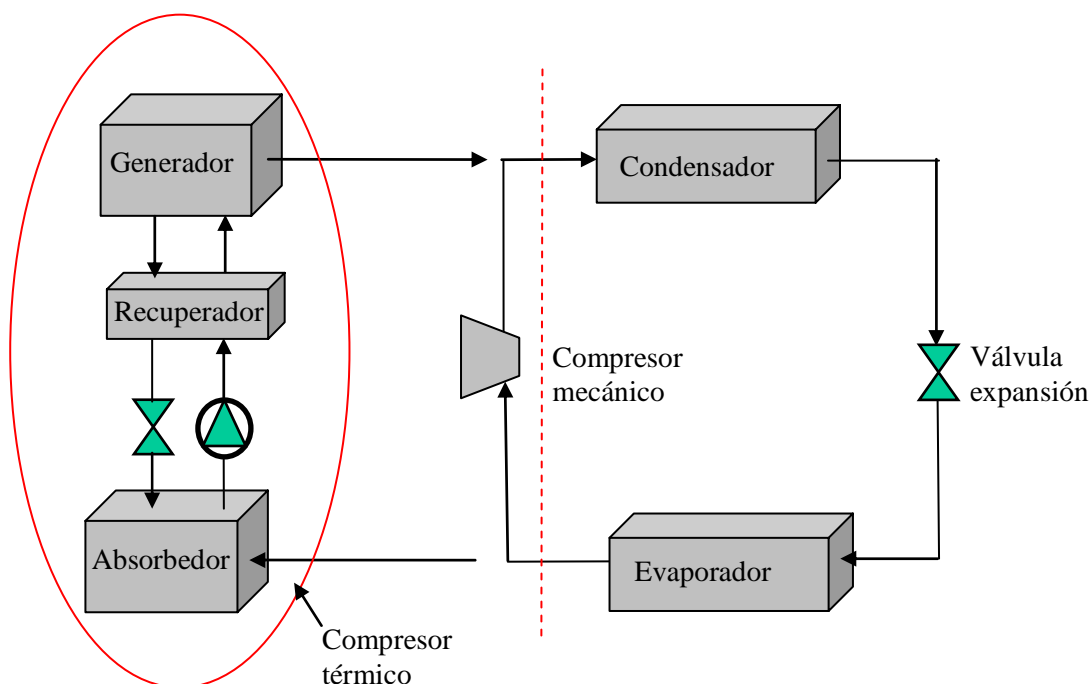 Generador
Condensador
Recuperador
Compresor
mecánico
Válvula
expansión
Absorbedor
Evaporador
Compresor
térmico